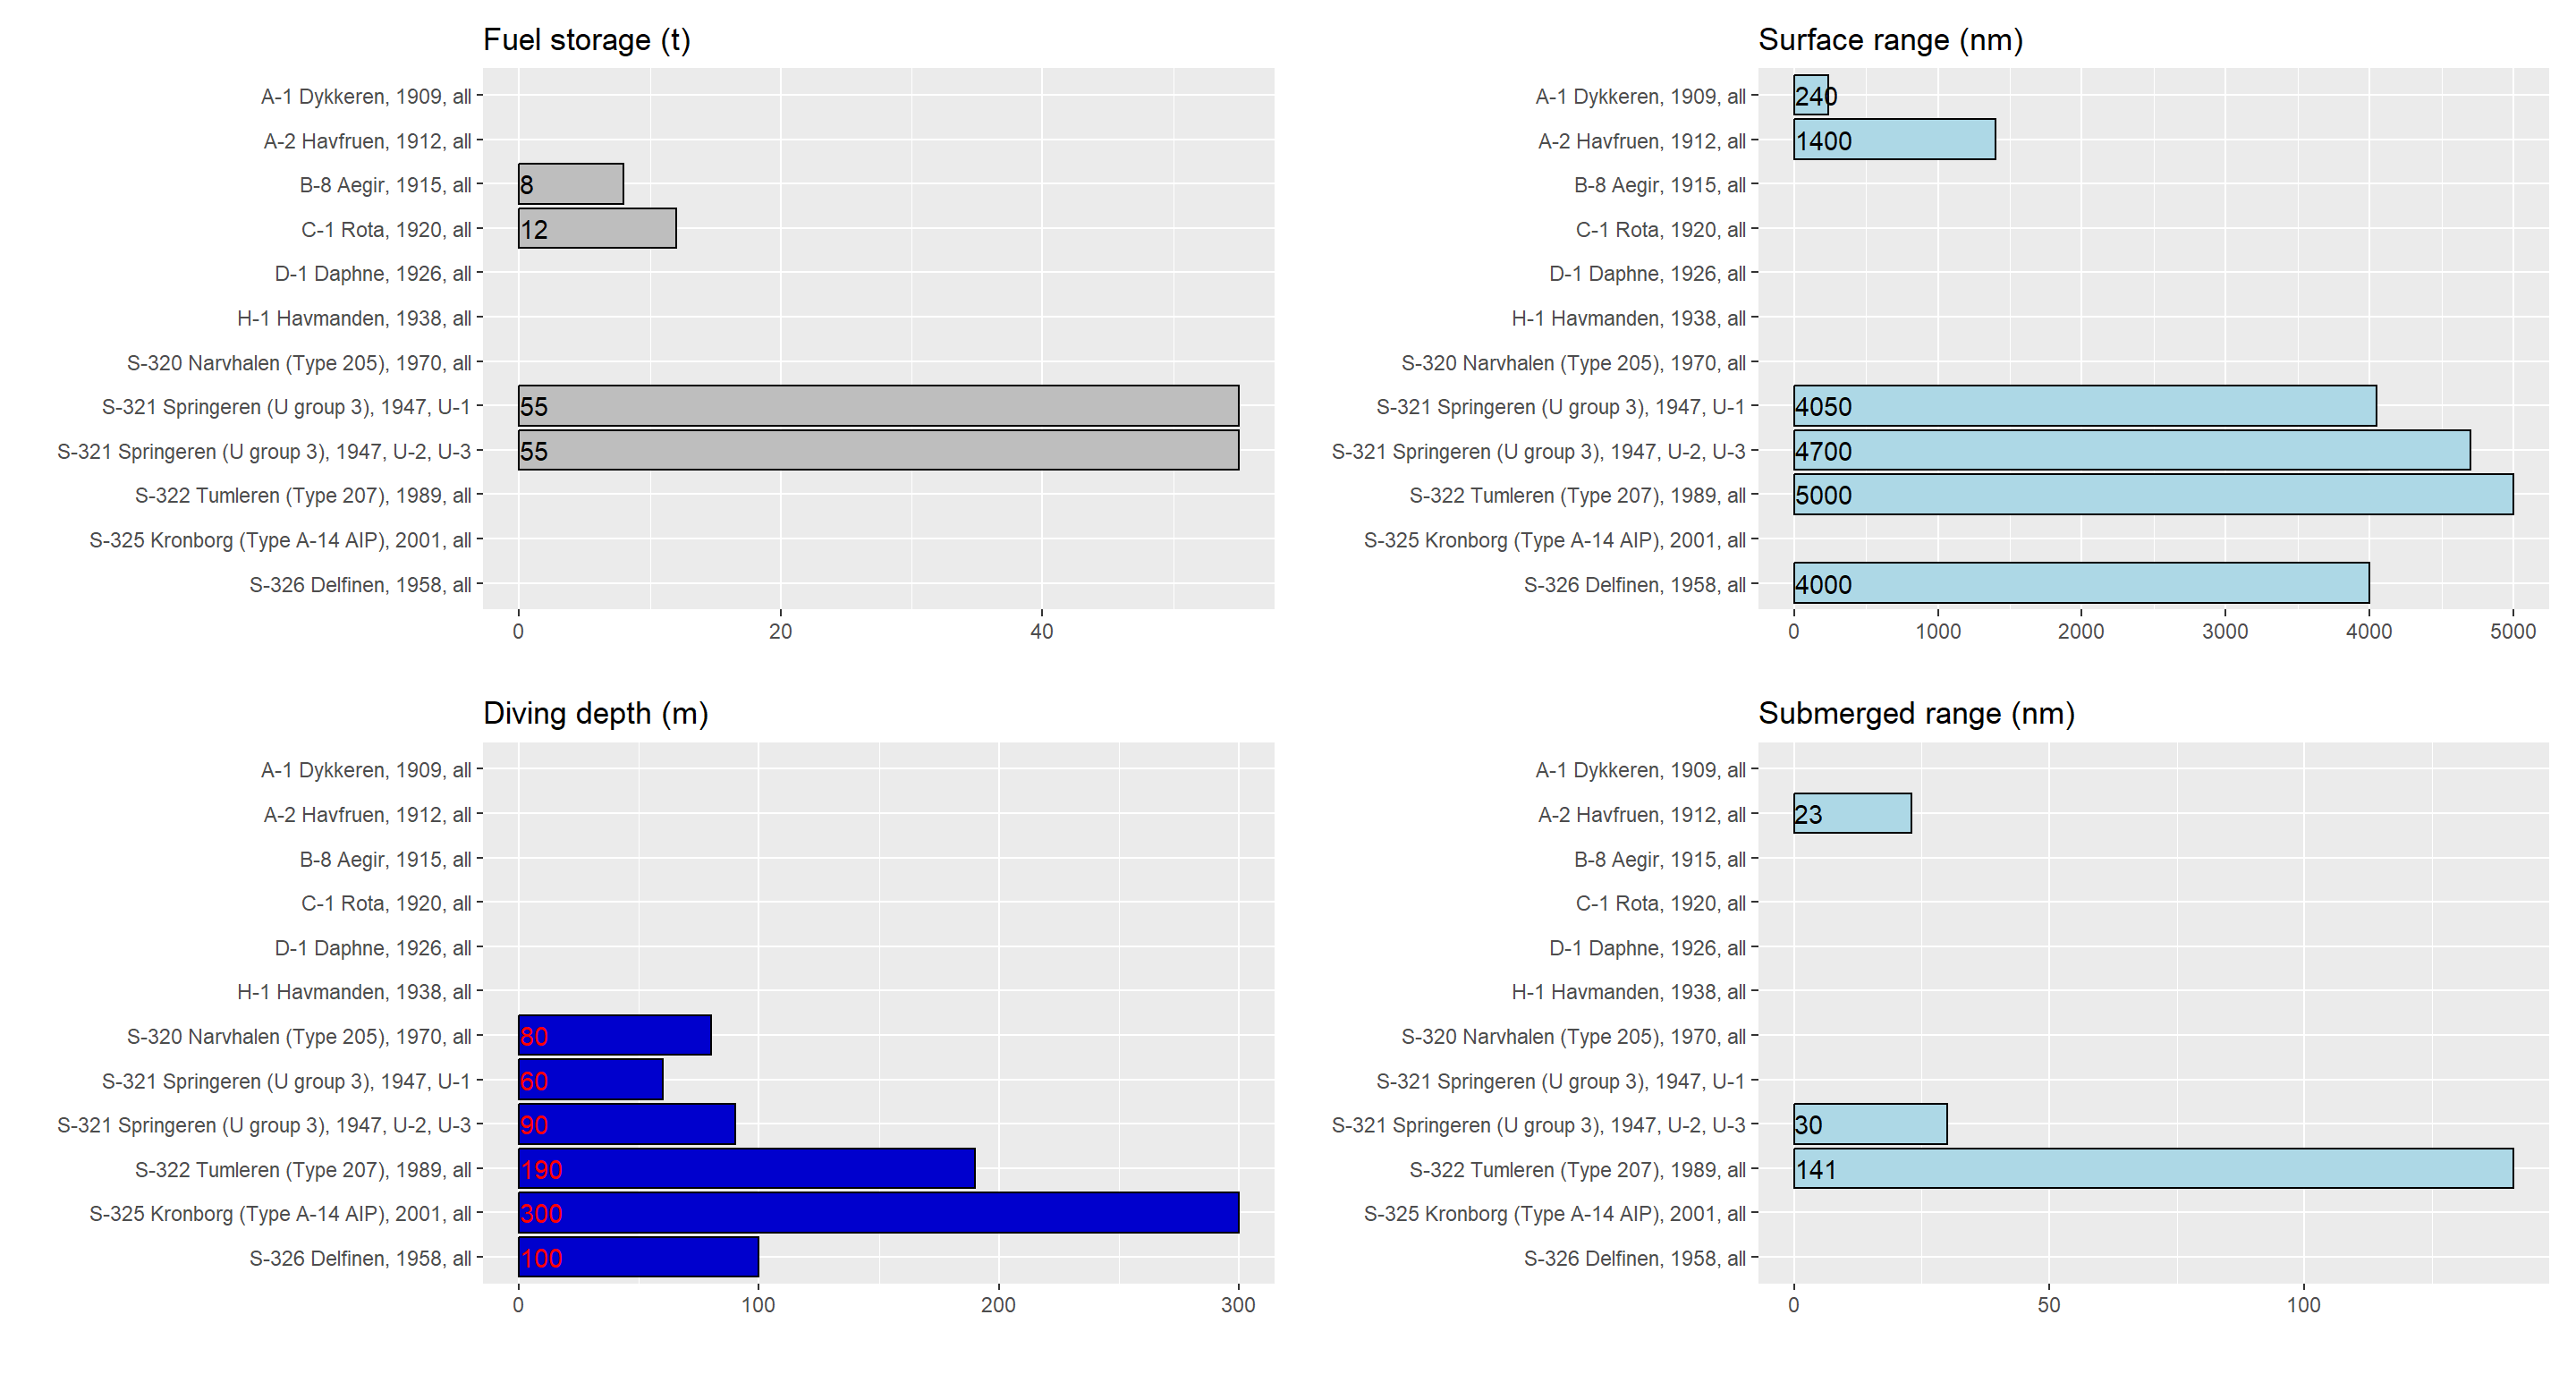 Fuel storage (t)
A-1 Dykkeren, 1909, all
A-2 Havfruen, 1912, all
B-8 Aegir, 1915, all
8
C-1 Rota, 1920, all
12
D-1 Daphne, 1926, all
H-1 Havmanden, 1938, all
S-320 Narvhalen (Type 205), 1970, all
S-321 Springeren (U group 3), 1947, U-1
55
S-321 Springeren (U group 3), 1947, U-2, U-3
55
S-322 Tumleren (Type 207), 1989, all
S-325 Kronborg (Type A-14 AIP), 2001, all
S-326 Delfinen, 1958, all
0 20 40
Surface range (nm)
A-1 Dykkeren, 1909, all
240
A-2 Havfruen, 1912, all
1400
B-8 Aegir, 1915, all
C-1 Rota, 1920, all
D-1 Daphne, 1926, all
H-1 Havmanden, 1938, all
S-320 Narvhalen (Type 205), 1970, all
S-321 Springeren (U group 3), 1947, U-1
4050
S-321 Springeren (U group 3), 1947, U-2, U-3
4700
S-322 Tumleren (Type 207), 1989, all
5000
S-325 Kronborg (Type A-14 AIP), 2001, all
S-326 Delfinen, 1958, all
4000
0 1000 2000 3000 4000 5000
Diving depth (m)
A-1 Dykkeren, 1909, all
A-2 Havfruen, 1912, all
B-8 Aegir, 1915, all
C-1 Rota, 1920, all
D-1 Daphne, 1926, all
H-1 Havmanden, 1938, all
S-320 Narvhalen (Type 205), 1970, all
80
S-321 Springeren (U group 3), 1947, U-1
60
S-321 Springeren (U group 3), 1947, U-2, U-3
90
S-322 Tumleren (Type 207), 1989, all
190
S-325 Kronborg (Type A-14 AIP), 2001, all
300
S-326 Delfinen, 1958, all
100
0 100 200 300
Submerged range (nm)
A-1 Dykkeren, 1909, all
A-2 Havfruen, 1912, all
23
B-8 Aegir, 1915, all
C-1 Rota, 1920, all
D-1 Daphne, 1926, all
H-1 Havmanden, 1938, all
S-320 Narvhalen (Type 205), 1970, all
S-321 Springeren (U group 3), 1947, U-1
S-321 Springeren (U group 3), 1947, U-2, U-3
30
S-322 Tumleren (Type 207), 1989, all
141
S-325 Kronborg (Type A-14 AIP), 2001, all
S-326 Delfinen, 1958, all
0 50 100